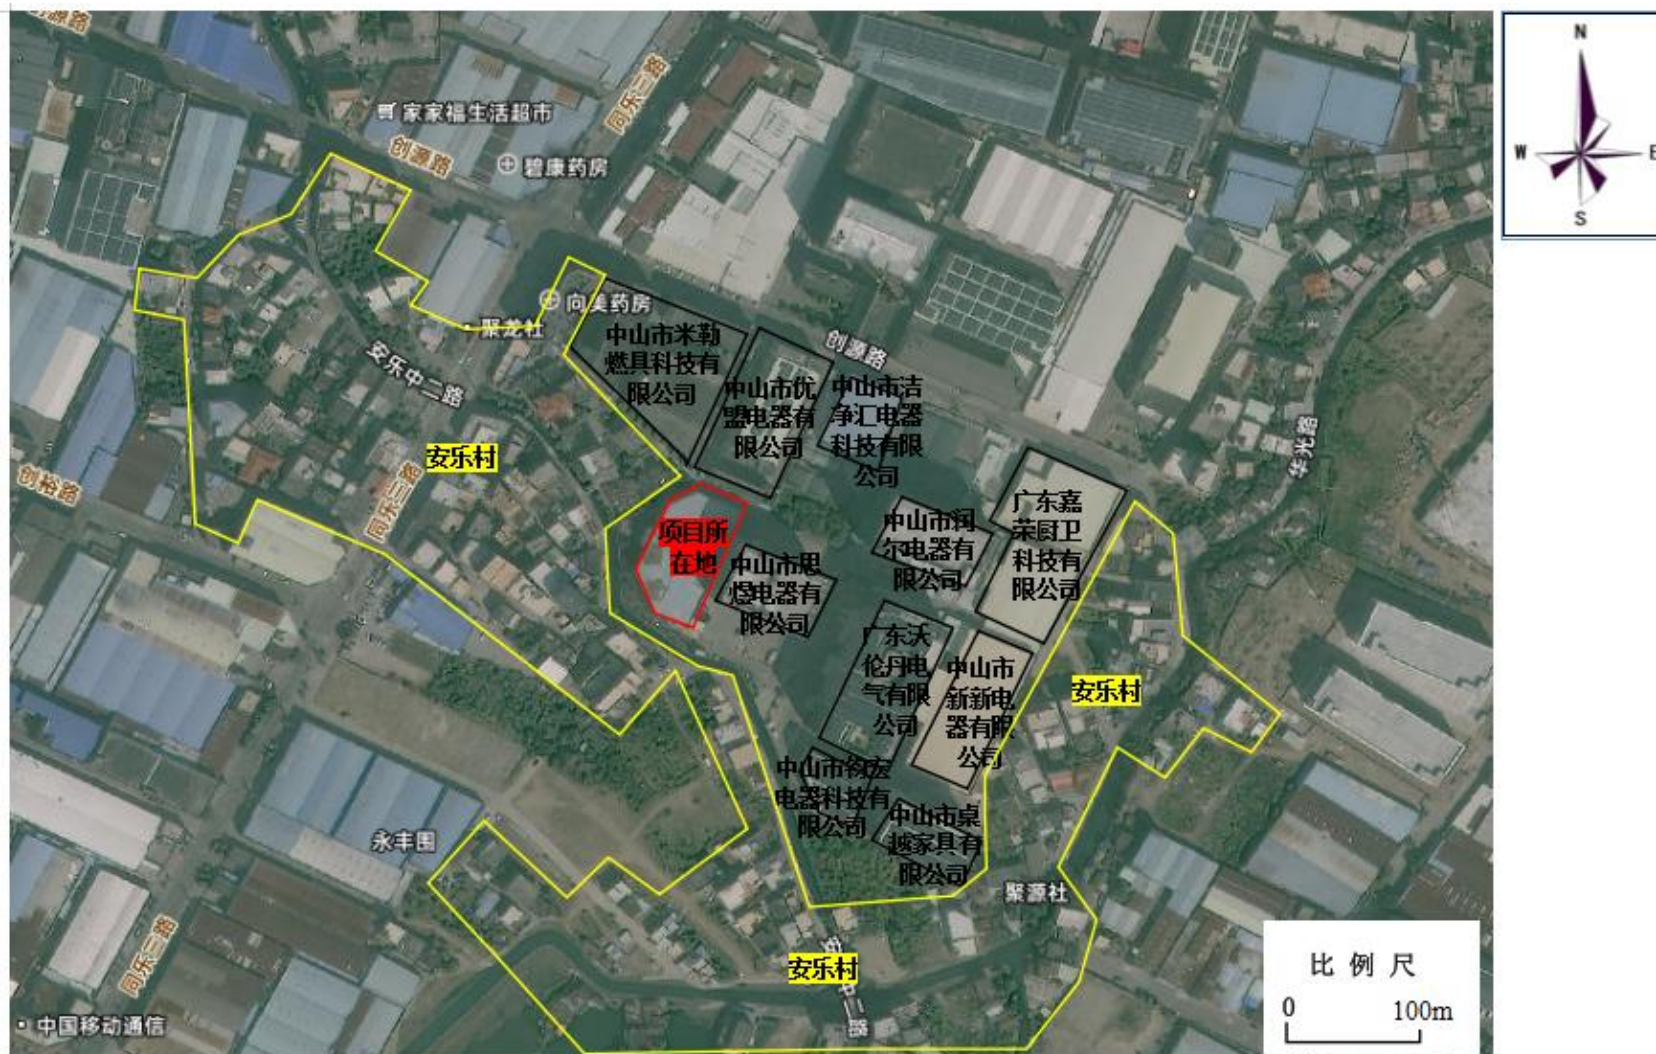 创源路
同乐二路
N
W
E
S
家家福生活超市
创源路
碧康药房
向美药房
聚龙社
中山市米勒
燃具科技有
限公司
创源路
中山市优
盟电器有
限公司
中山市洁
净汇电器
科技有限
公司
安乐中二路
安乐村
同乐二路
华光路
项目所
在地
中山市思
煜电器有
限公司
中山市润
尔电器有
限公司
广东嘉
荣厨卫
科技有
限公司
广东沃
伦丹电
气有限
公司
中山市
新新电
器有限
公司
安乐村
中山市钧宏
电器科技有
限公司
中山市桌
越家具有
限公司
永丰围
聚源社
安乐村
同乐二路
中国移动通信
比例尺
0 100m